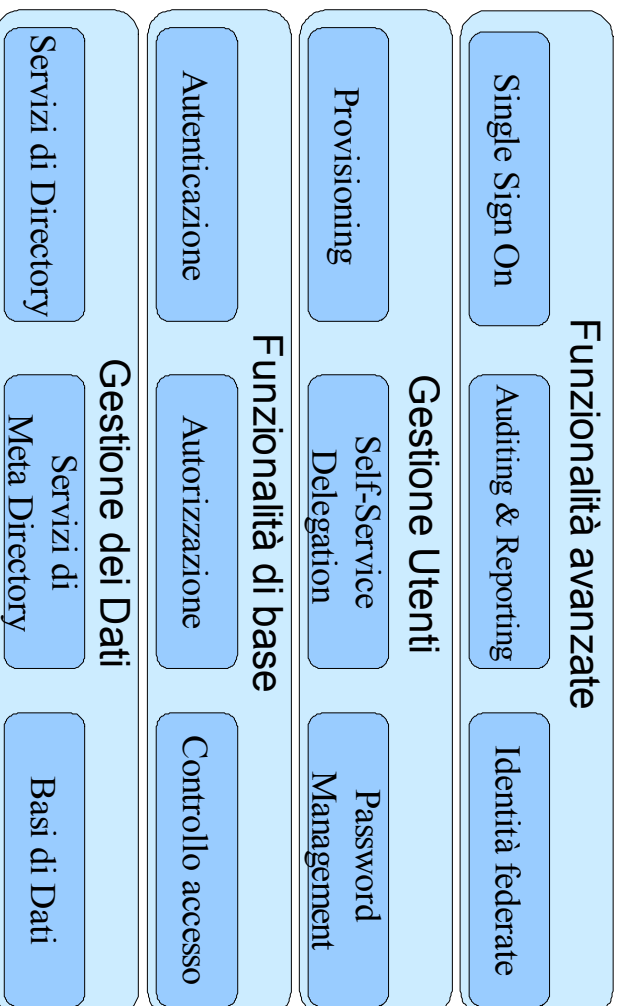 Funzionalità avanzate
Single Sign On
Auditing & Reporting
Identità federate
Gestione Utenti
Provisioning
Self-Service
Delegation
Password
Management
Funzionalità di base
Autenticazione
Autorizzazione
Controllo accesso
Gestione dei Dati
Servizi di Directory
Servizi di
Meta Directory
Basi di Dati